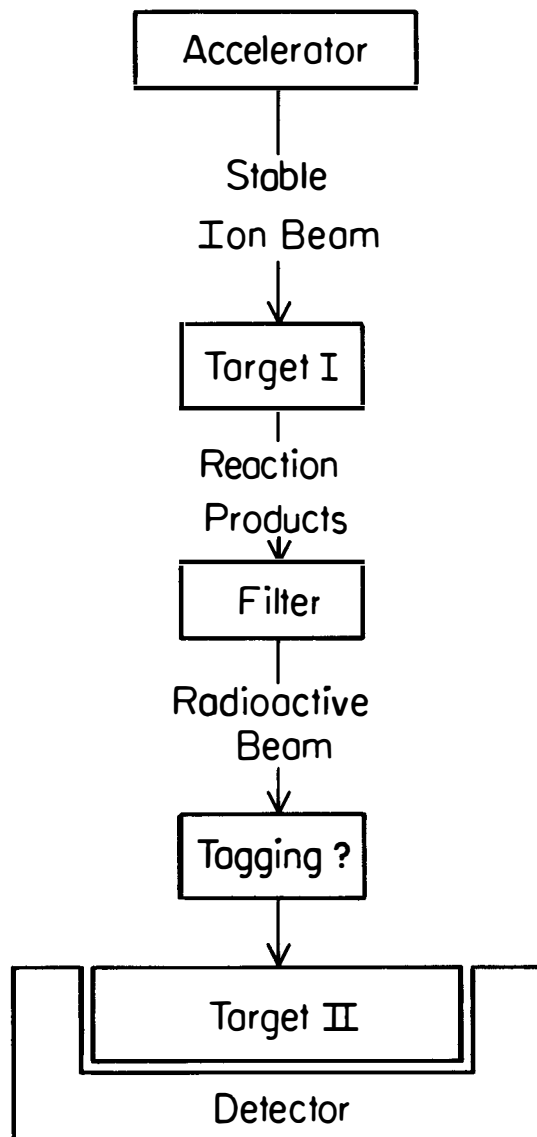 Accelerator
Stable
Ion Beam
Target I
Reaction
Products
Filter
Radioactive
Beam
Tagging ?
Target II
Detector